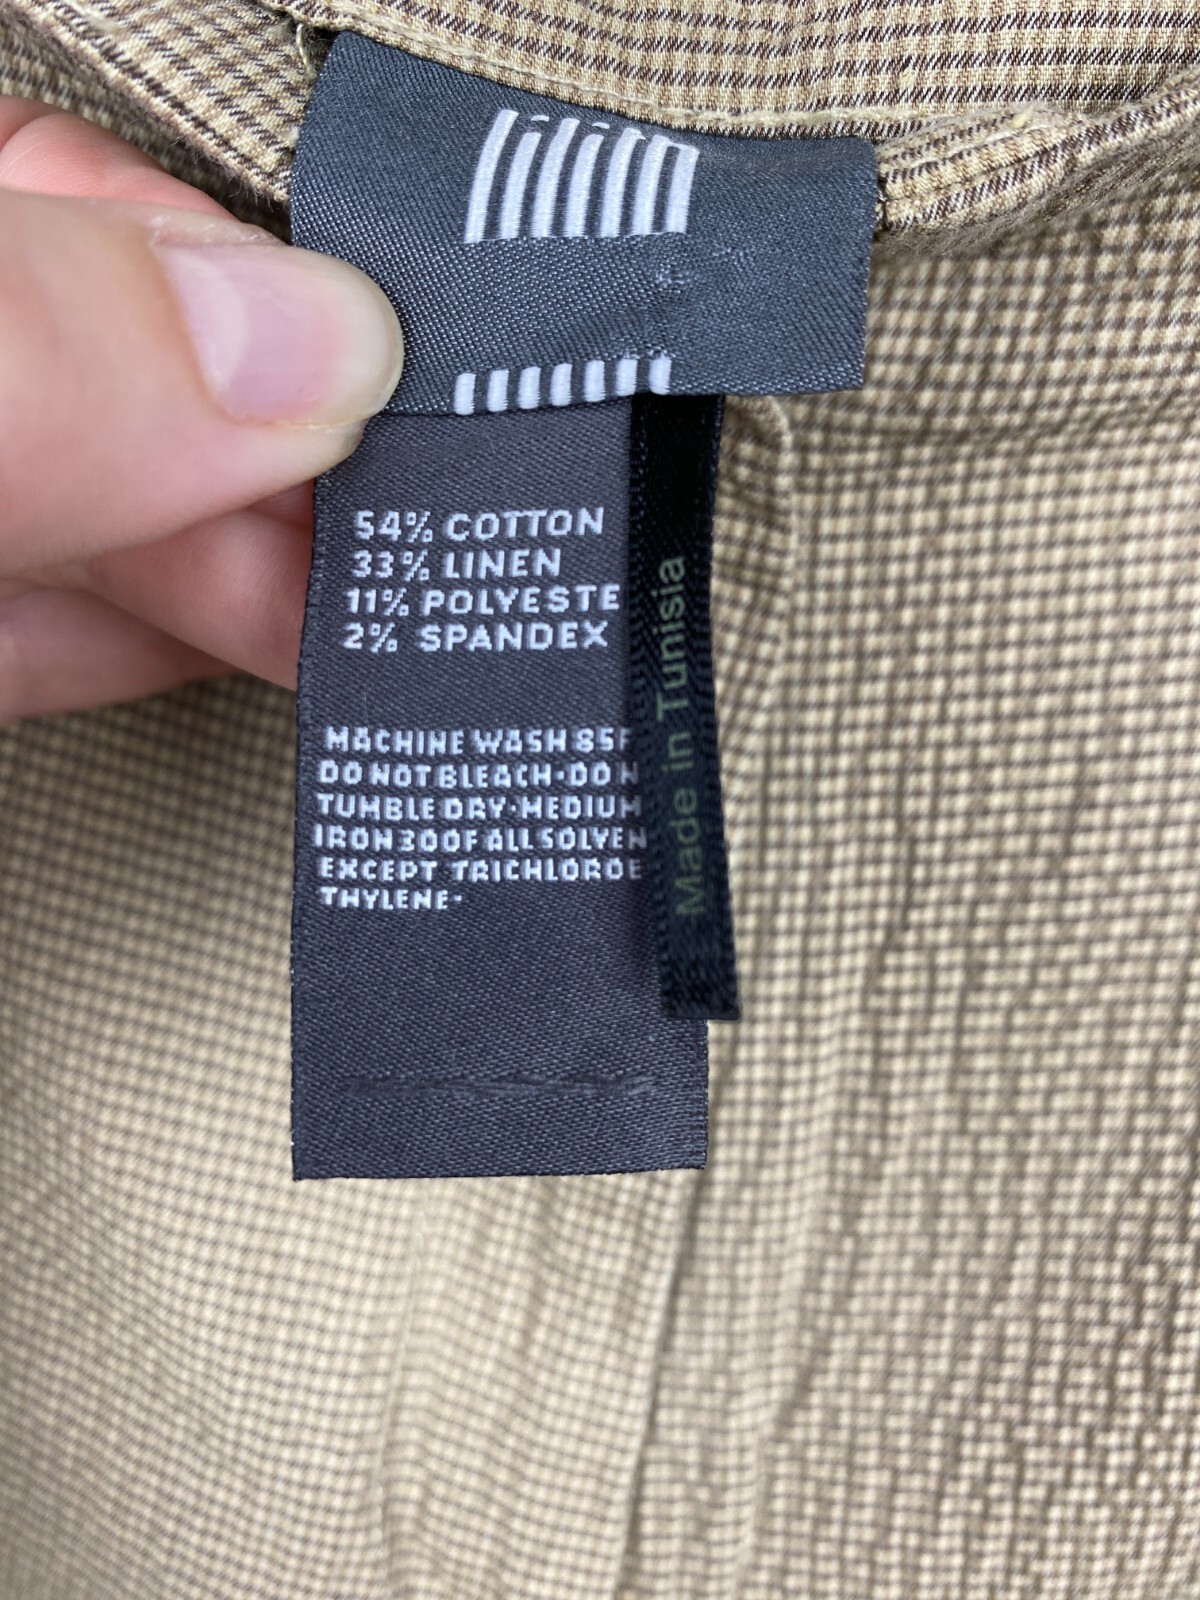 lilith
54% COTTON
33% LINEN
11% POLYESTE
2% SPANDEX
MACHINE WASH 85F
DO NOT BLEACH·DO N
TUMBLE DRY·MEDIUM
IRON 300F ALL SOLVEN
EXCEPT TRICHLOROE
THYLENE-
Made in Tunisia